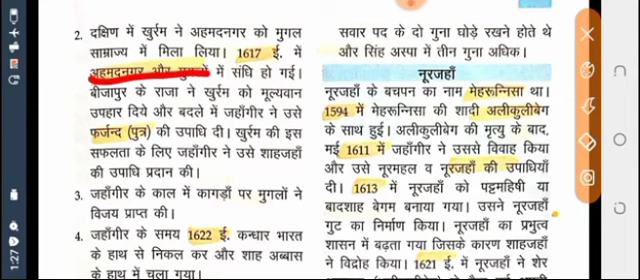 2. दक्षिण में खुर्रम ने अहमदनगर को मुगल
साम्राज्य में मिला लिया। 1617 ई. में
अहमदनगर और में संधि हो गई।
बीजापुर के राजा ने खुर्रम को मूल्यवान
उपहार दिये और बदले में जहाँगीर ने उसे
फर्जन्द (पुत्र) की उपाधि दी। खुर्रम की इस
सफलता के लिए जहाँगीर ने उसे शाहजहाँ
की उपाधि प्रदान की।
3. जहाँगीर के काल में कागड़ाँ पर मुगलों ने
विजय प्राप्त की।
4. जहाँगीर के समय 1622 ई. कन्धार भारत
के हाथ से निकल कर और शाह अब्बास
के हाथ में चला गया।
सवार पद के दो गुना घोड़े रखने होते थे
और सिंह अस्पा में तीन गुना अधिक।
नूरजहाँ
नूरजहाँ के बचपन का नाम मेहरून्निसा था।
1594 में मेहरून्निसा की शादी अलीकुलीबेग
के साथ हुई। अलीकुलीबेग की मृत्यु के बाद,
मई 1611 में जहाँगीर ने उससे विवाह किया
और उसे नूरमहल व नूरजहाँ की उपाधियाँ
दी। 1613 में नूरजहाँ को पट्टमहिषी या
बादशाह बेगम बनाया गया। उसने नूरजहाँ
गुट का निर्माण किया। नूरजहाँ का प्रभुत्व
शासन में बढ़ता गया जिसके कारण शाहजहाँ
ने विद्रोह किया। 1621 ई. में नूरजहाँ ने शेर
1:27